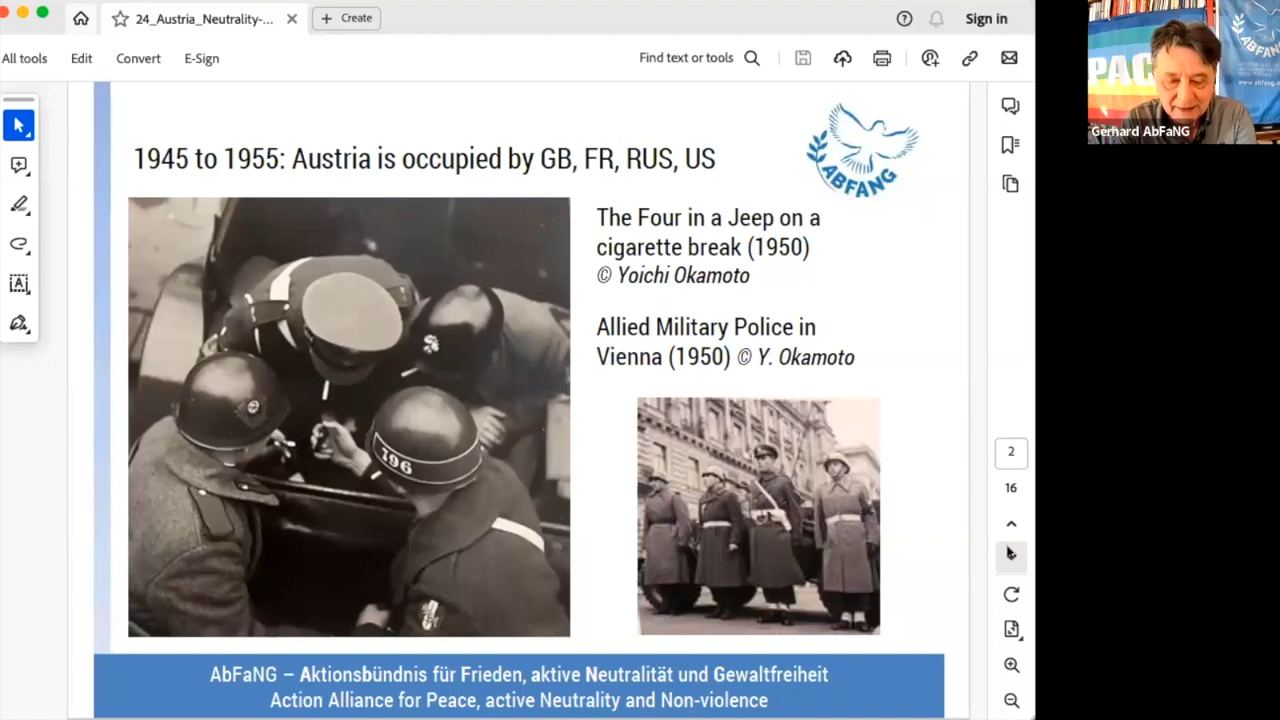 24_Austria_Neutrality-...
Create
Sign in
All tools
Edit
Convert
E-Sign
Find text or tools
1945 to 1955: Austria is occupied by GB, FR, RUS, US
ABFANG
The Four in a Jeep on a
cigarette break (1950)
© Yoichi Okamoto
Allied Military Police in
Vienna (1950) © Y. Okamoto
796
2
16
AbFaNG – Aktionsbündnis für Frieden, aktive Neutralität und Gewaltfreiheit
Action Alliance for Peace, active Neutrality and Non-violence
PAC
ABFANG
Gerhard AbFaNG